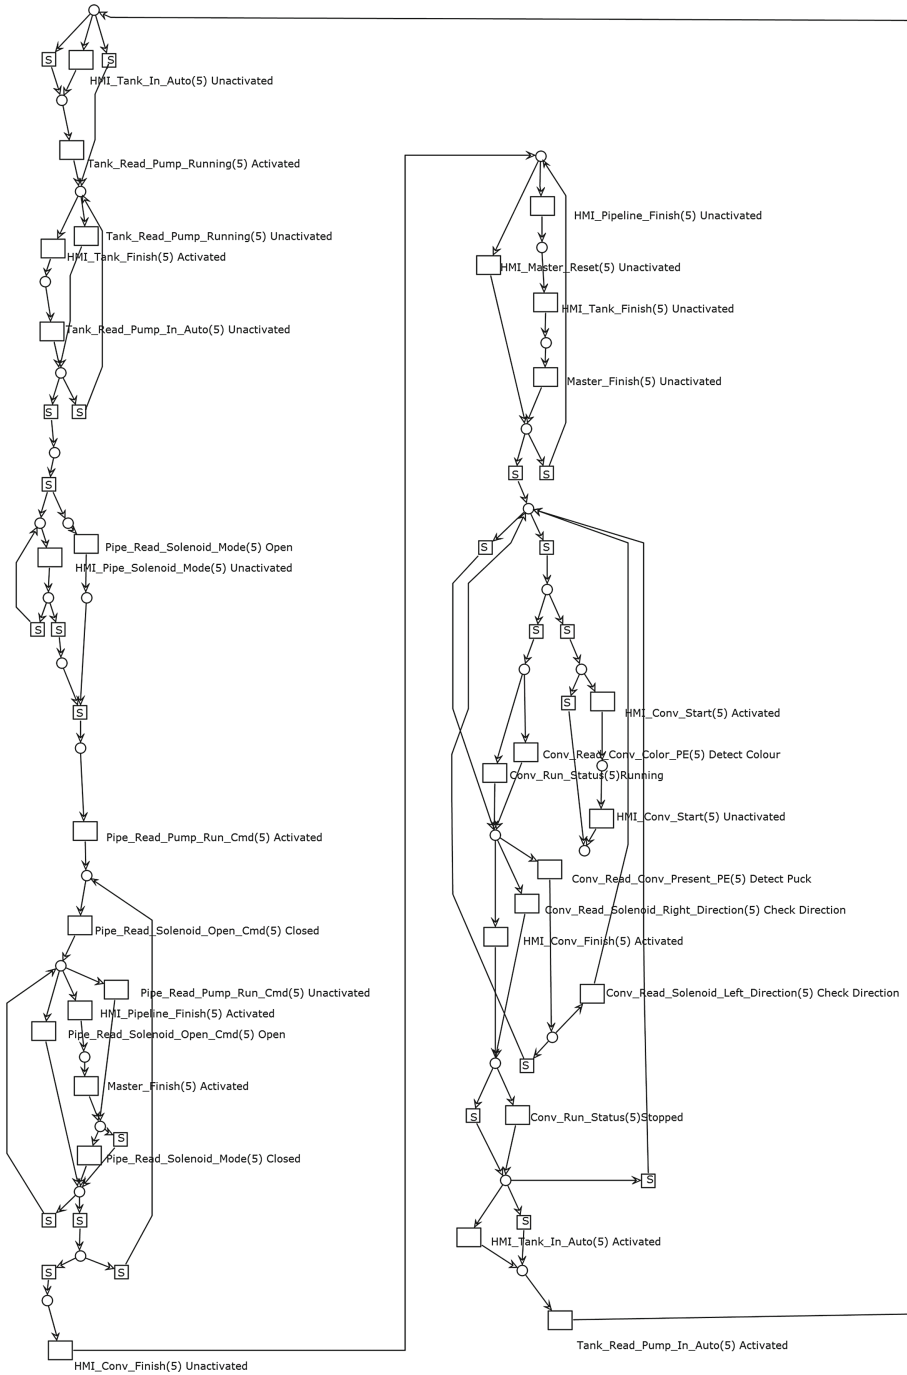 S
S
HMI_Tank_In_Auto(5) Unactivated
Tank_Read_Pump_Running(5) Activated
Tank_Read_Pump_Running(5) Unactivated
HMI_Tank_Finish(5) Activated
Tank_Read_Pump_In_Auto(5) Unactivated
S
S
S
Pipe_Read_Solenoid_Mode(5) Open
HMI_Pipe_Solenoid_Mode(5) Unactivated
S
S
S
Pipe_Read_Pump_Run_Cmd(5) Activated
Pipe_Read_Solenoid_Open_Cmd(5) Closed
Pipe_Read_Pump_Run_Cmd(5) Unactivated
HMI_Pipeline_Finish(5) Activated
Pipe_Read_Solenoid_Open_Cmd(5) Open
Master_Finish(5) Activated
S
Pipe_Read_Solenoid_Mode(5) Closed
S
S
S
S
HMI_Conv_Finish(5) Unactivated
HMI_Pipeline_Finish(5) Unactivated
HMI_Master_Reset(5) Unactivated
HMI_Tank_Finish(5) Unactivated
Master_Finish(5) Unactivated
S
S
S
S
S
S
S
HMI_Conv_Start(5) Activated
Conv_Read_Conv_Color_PE(5) Detect Colour
Conv_Run_Status(5)Running
HMI_Conv_Start(5) Unactivated
Conv_Read_Conv_Present_PE(5) Detect Puck
Conv_Read_Solenoid_Right_Direction(5) Check Direction
HMI_Conv_Finish(5) Activated
Conv_Read_Solenoid_Left_Direction(5) Check Direction
S
S
Conv_Run_Status(5)Stopped
S
S
HMI_Tank_In_Auto(5) Activated
Tank_Read_Pump_In_Auto(5) Activated